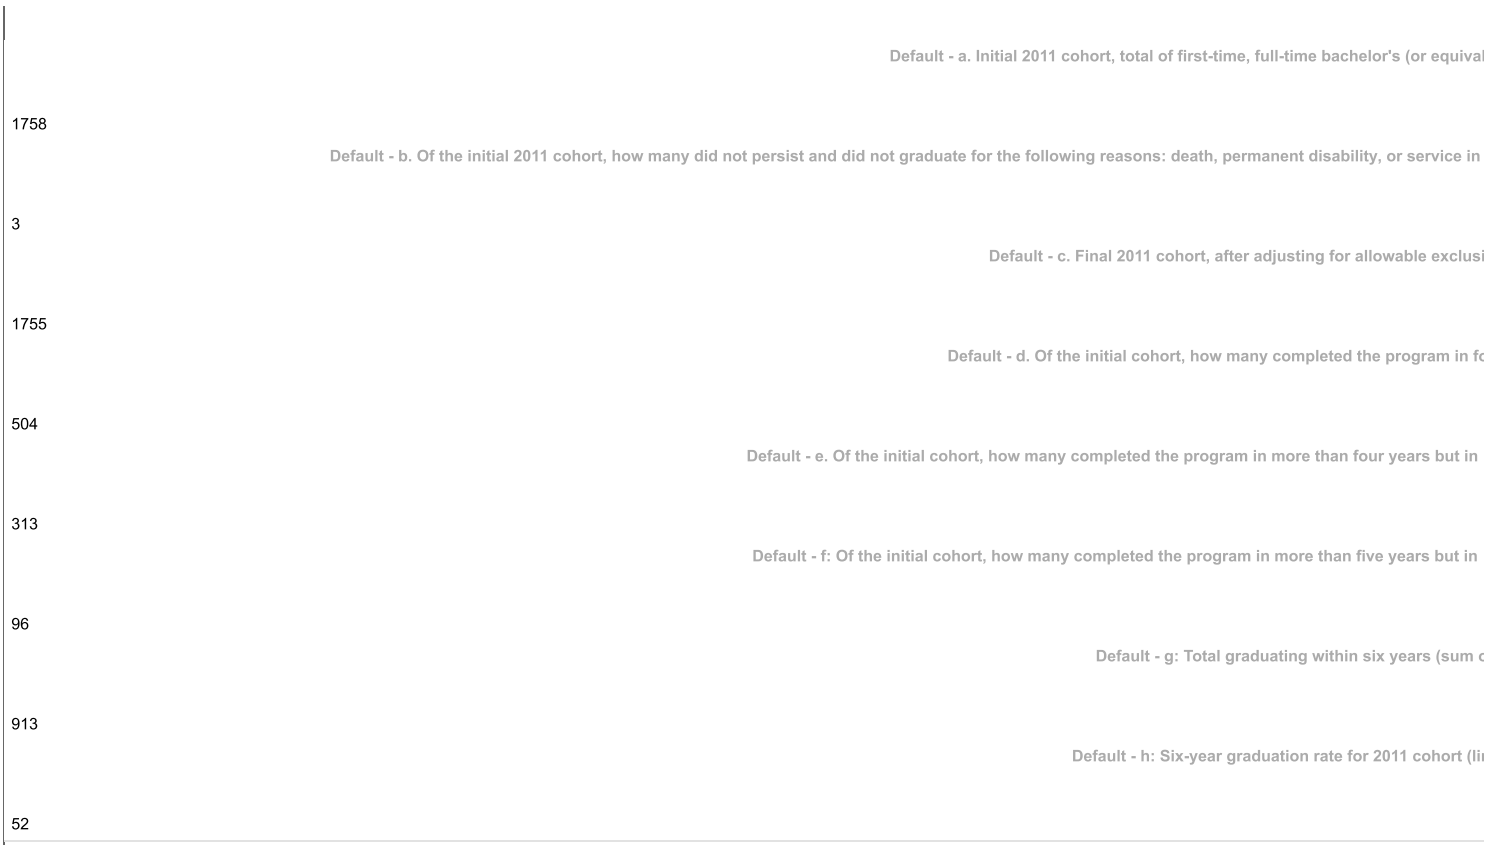 Default - a. Initial 2011 cohort, total of first-time, full-time bachelor's (or equival
1758
Default - b. Of the initial 2011 cohort, how many did not persist and did not graduate for the following reasons: death, permanent disability, or service in
3
Default - c. Final 2011 cohort, after adjusting for allowable exclusi
1755
Default - d. Of the initial cohort, how many completed the program in fo
504
Default - e. Of the initial cohort, how many completed the program in more than four years but in
313
Default - f: Of the initial cohort, how many completed the program in more than five years but in
96
Default - g: Total graduating within six years (sum
913
Default - h: Six-year graduation rate for 2011 cohort (li
52